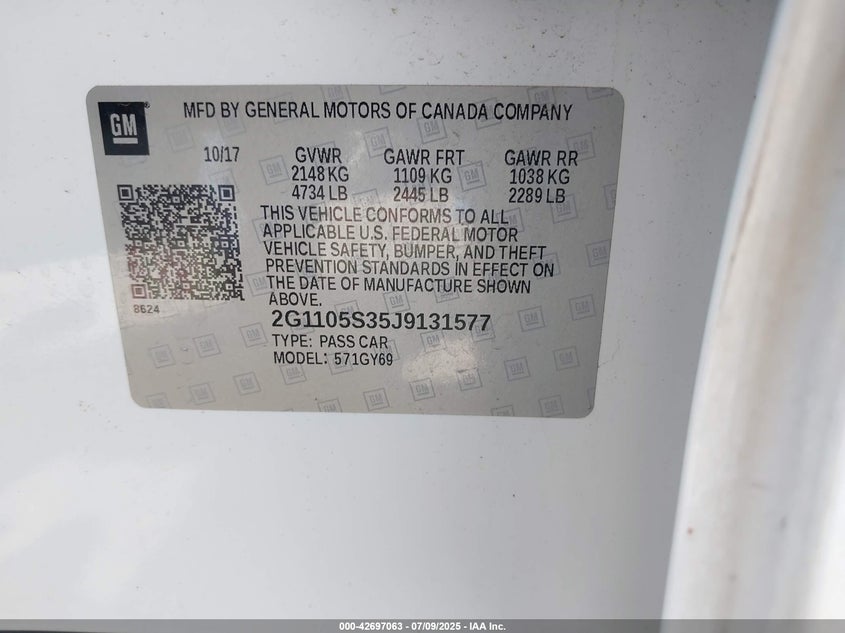 GM
MFD BY GENERAL MOTORS OF CANADA COMPANY
10/17 GVWR GAWR FRT GAWR RR
2148 KG 1109 KG 1038 KG
4734 LB 2445 LB 2289 LB
THIS VEHICLE CONFORMS TO ALL
APPLICABLE U.S. FEDERAL MOTOR
VEHICLE SAFETY, BUMPER, AND THEFT
PREVENTION STANDARDS IN EFFECT ON
THE DATE OF MANUFACTURE SHOWN
ABOVE.
8624
2G1105S35J9131577
TYPE: PASS CAR
MODEL: 571GY69
000-42697063 / 07/09/2025 - IAA Inc.